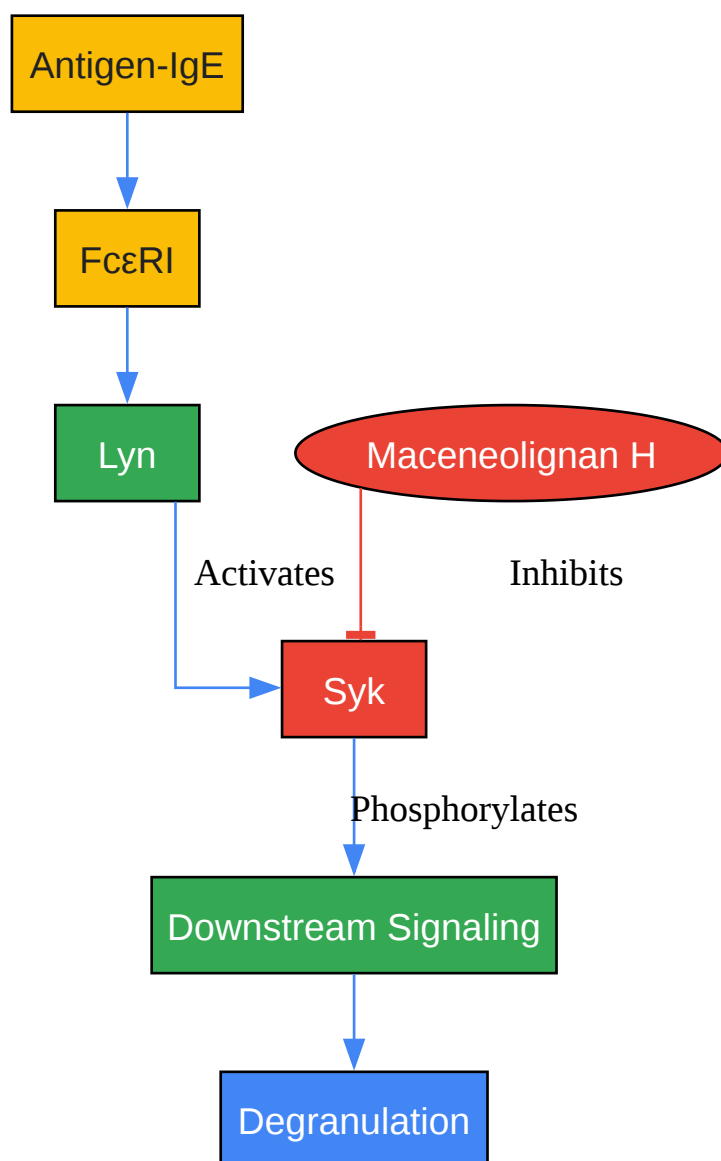 Antigen-IgE
FcεRI
Lyn
Maceneolignan H
Activates
Inhibits
Syk
Phosphorylates
Downstream Signaling
Degranulation